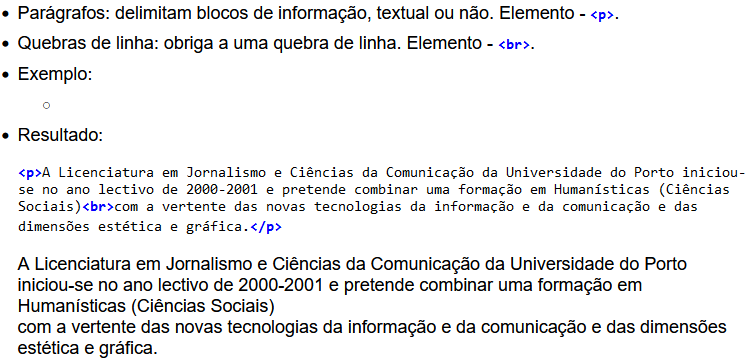 • Parágrafos: delimitam blocos de informação, textual ou não. Elemento - <p>.
• Quebras de linha: obriga a uma quebra de linha. Elemento - <br>.
• Exemplo:
○
• Resultado:
<p>A Licenciatura em Jornalismo e Ciências da Comunicação da Universidade do Porto iniciou-
se no ano lectivo de 2000-2001 e pretende combinar uma formação em Humanísticas (Ciências
Sociais)<br>com a vertente das novas tecnologias da informação e da comunicação e das
dimensões estética e gráfica.</p>
A Licenciatura em Jornalismo e Ciências da Comunicação da Universidade do Porto
iniciou-se no ano lectivo de 2000-2001 e pretende combinar uma formação em
Humanísticas (Ciências Sociais)
com a vertente das novas tecnologias da informação e da comunicação e das dimensões
estética e gráfica.